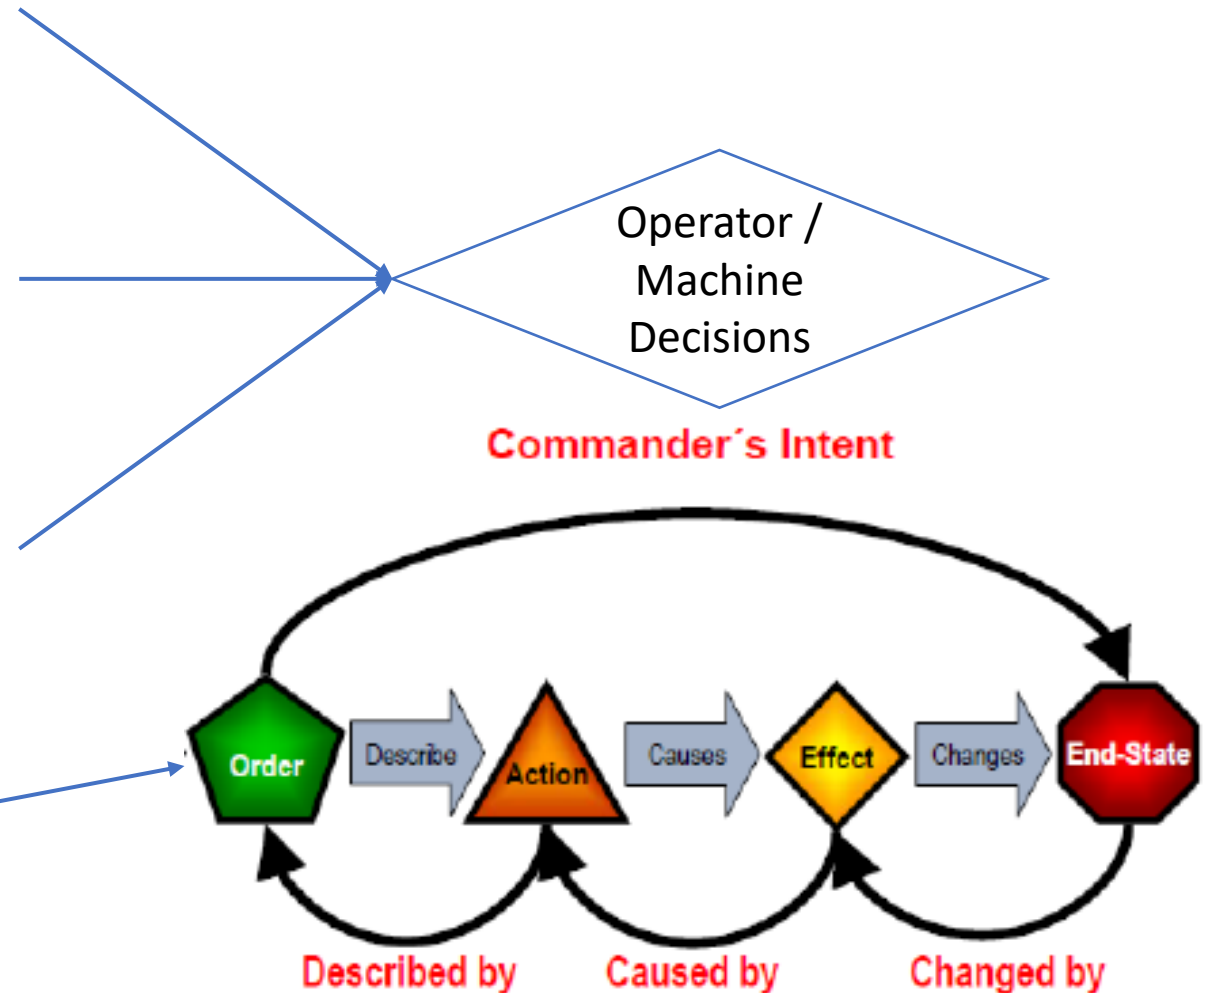 Operator /
Machine
Decisions
Commander´s Intent
Order
Describe
Action
Causes
Effect
Changes
End-State
Described by
Caused by
Changed by